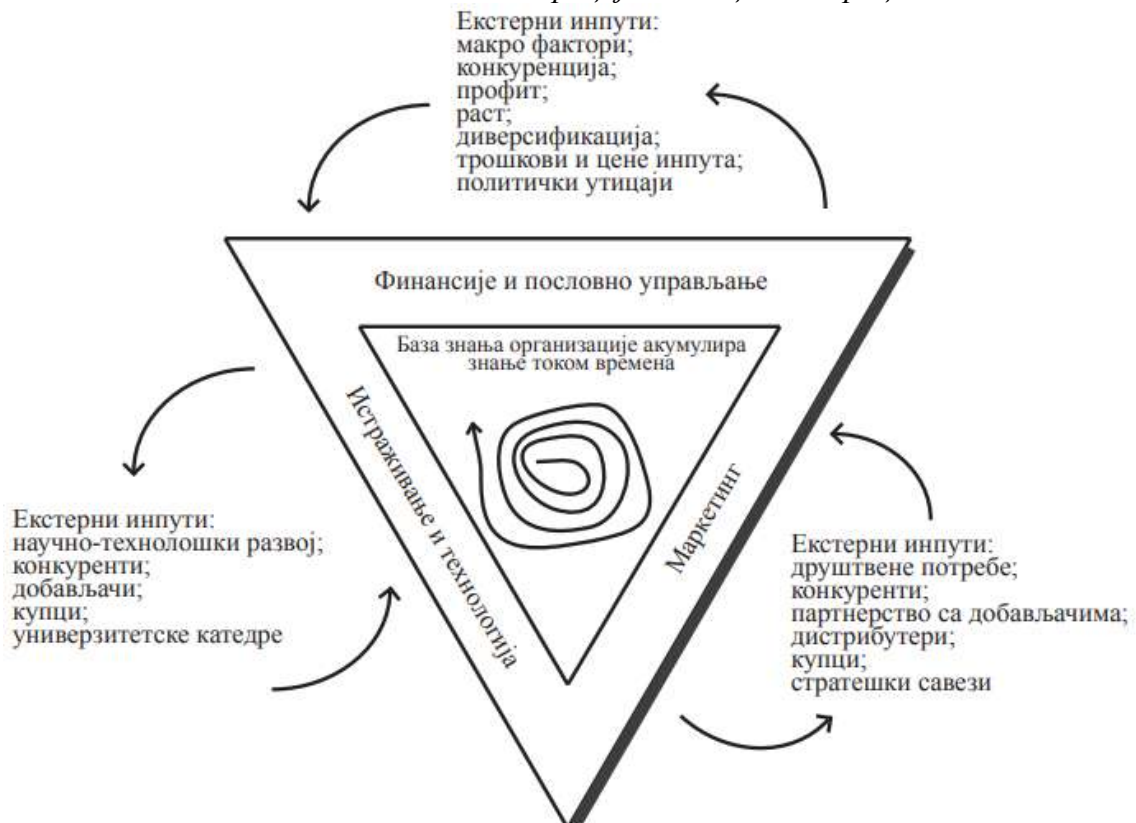 Екстерни инпути:
макро фактори;
конкуренција;
профит;
раст;
диверсификација;
трошкови и цене инпута;
политички утицаји
Финансије и пословно управљање
База знања организације акумулира
знање током времена
Истраживање и технологија
Маркетинг
Екстерни инпути:
научно-технолошки развој;
конкуренти;
добављачи;
купци;
универзитетске катедре
Екстерни инпути:
друштвене потребе;
конкуренти;
партнерство са добављачима;
дистрибутери;
купци;
стратешки савези